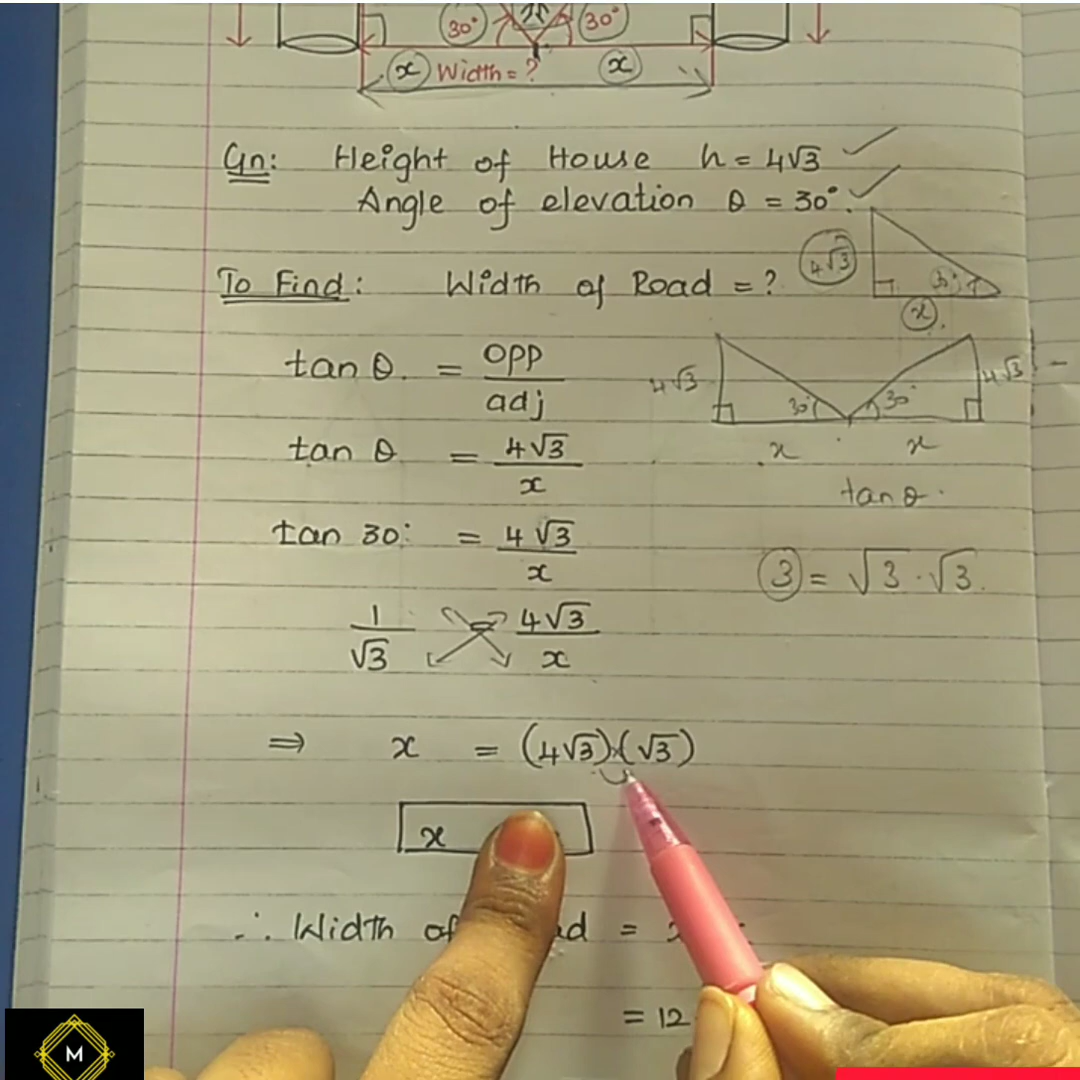 30° 30°
x Width = ? x
Gn: Height of House h = 4√3
Angle of elevation θ = 30°.
4√3 30°
To Find: Width of Road = ?
x
tan θ = opp/adj
4√3 30° 30° 4√3
x x
tan θ = 4√3/x
tan θ
tan 30° = 4√3/x
3 = √3 · √3
1/√3 = 4√3/x
⇒ x = (4√3)×(√3)
x
∴ Width of =
= 12
M